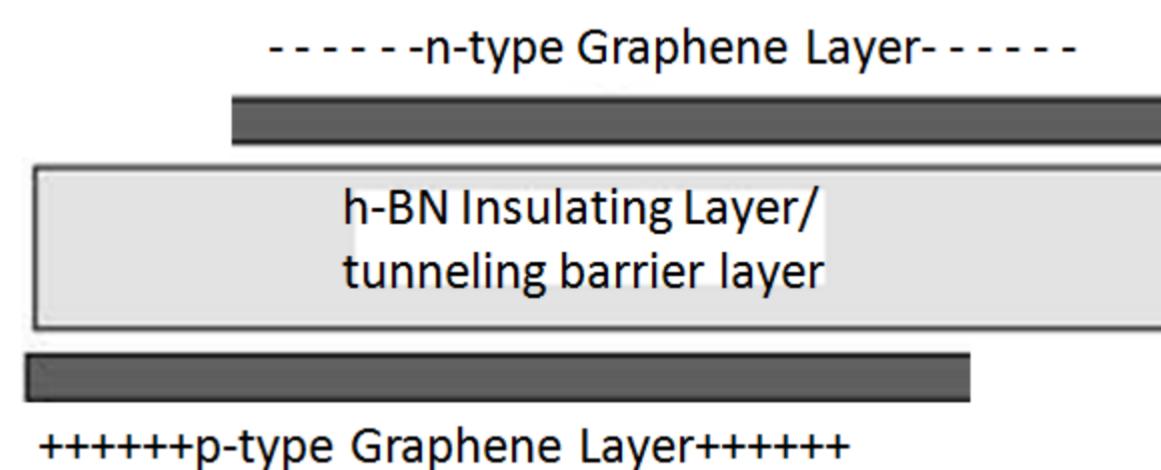 - - - - - -n-type Graphene Layer- - - - - -
h-BN Insulating Layer/
tunneling barrier layer
++++++p-type Graphene Layer++++++